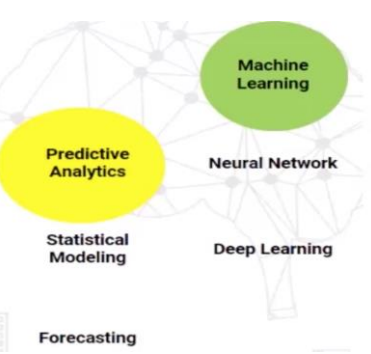 Machine
Learning
Predictive
Analytics
Neural Network
Statistical
Modeling
Deep Learning
Forecasting